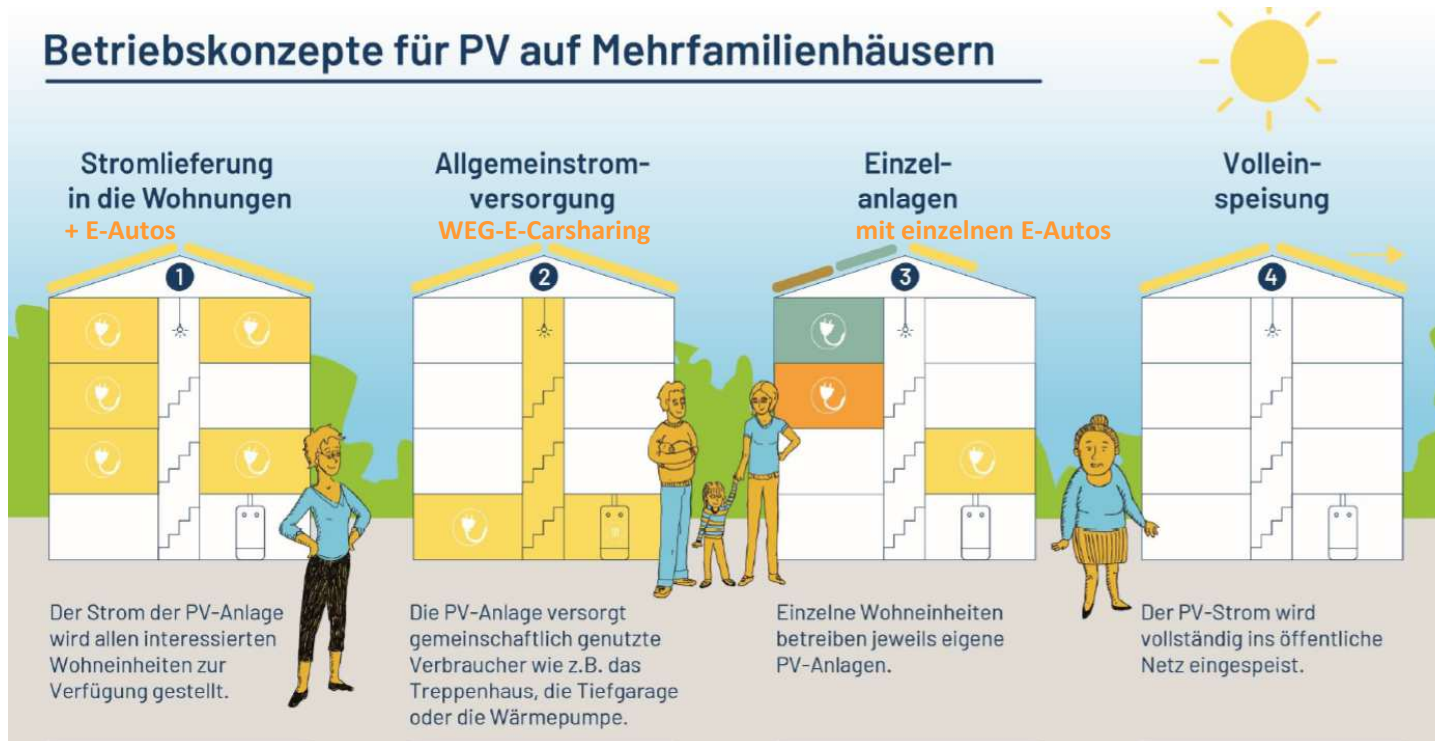 Betriebskonzepte für PV auf Mehrfamilienhäusern
Stromlieferung
in die Wohnungen
+ E-Autos
1
Der Strom der PV-Anlage
wird allen interessierten
Wohneinheiten zur
Verfügung gestellt.
Allgemeinstrom-
versorgung
WEG-E-Carsharing
2
Die PV-Anlage versorgt
gemeinschaftlich genutzte
Verbraucher wie z.B. das
Treppenhaus, die Tiefgarage
oder die Wärmepumpe.
Einzel-
anlagen
mit einzelnen E-Autos
3
Einzelne Wohneinheiten
betreiben jeweils eigene
PV-Anlagen.
Vollein-
speisung
4
Der PV-Strom wird
vollständig ins öffentliche
Netz eingespeist.